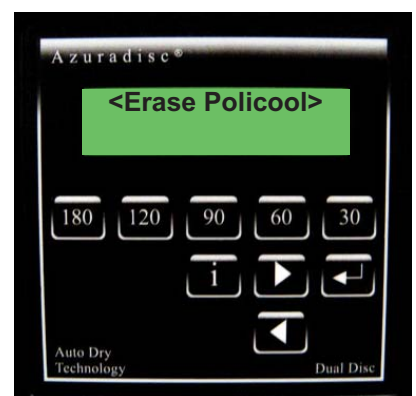 Azuradisc®
<Erase Policool>
180 120 90 60 30
i
Auto Dry
Technology
Dual Disc